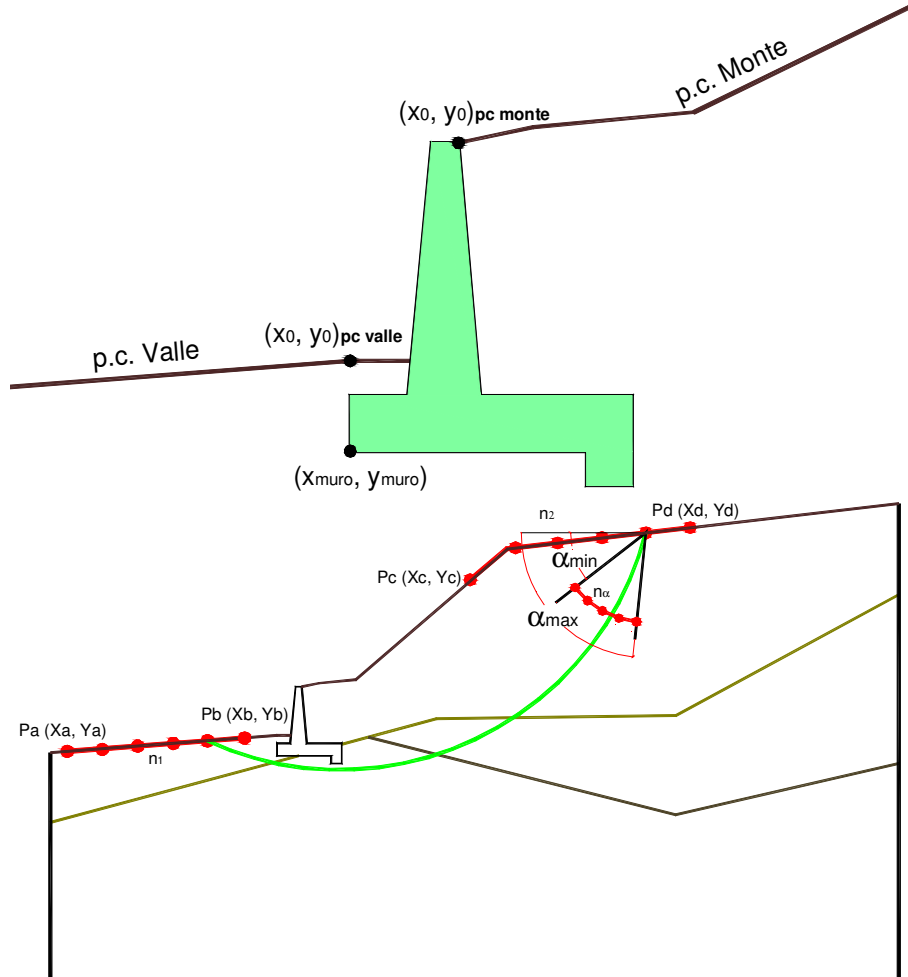 p.c. Monte
(x0, y0)pc monte
(x0, y0)pc valle
p.c. Valle
(xmuro, ymuro)
n2
Pd (Xd, Yd)
αmin
Pc (Xc, Yc)
nα
αmax
Pb (Xb, Yb)
Pa (Xa, Ya)
n1